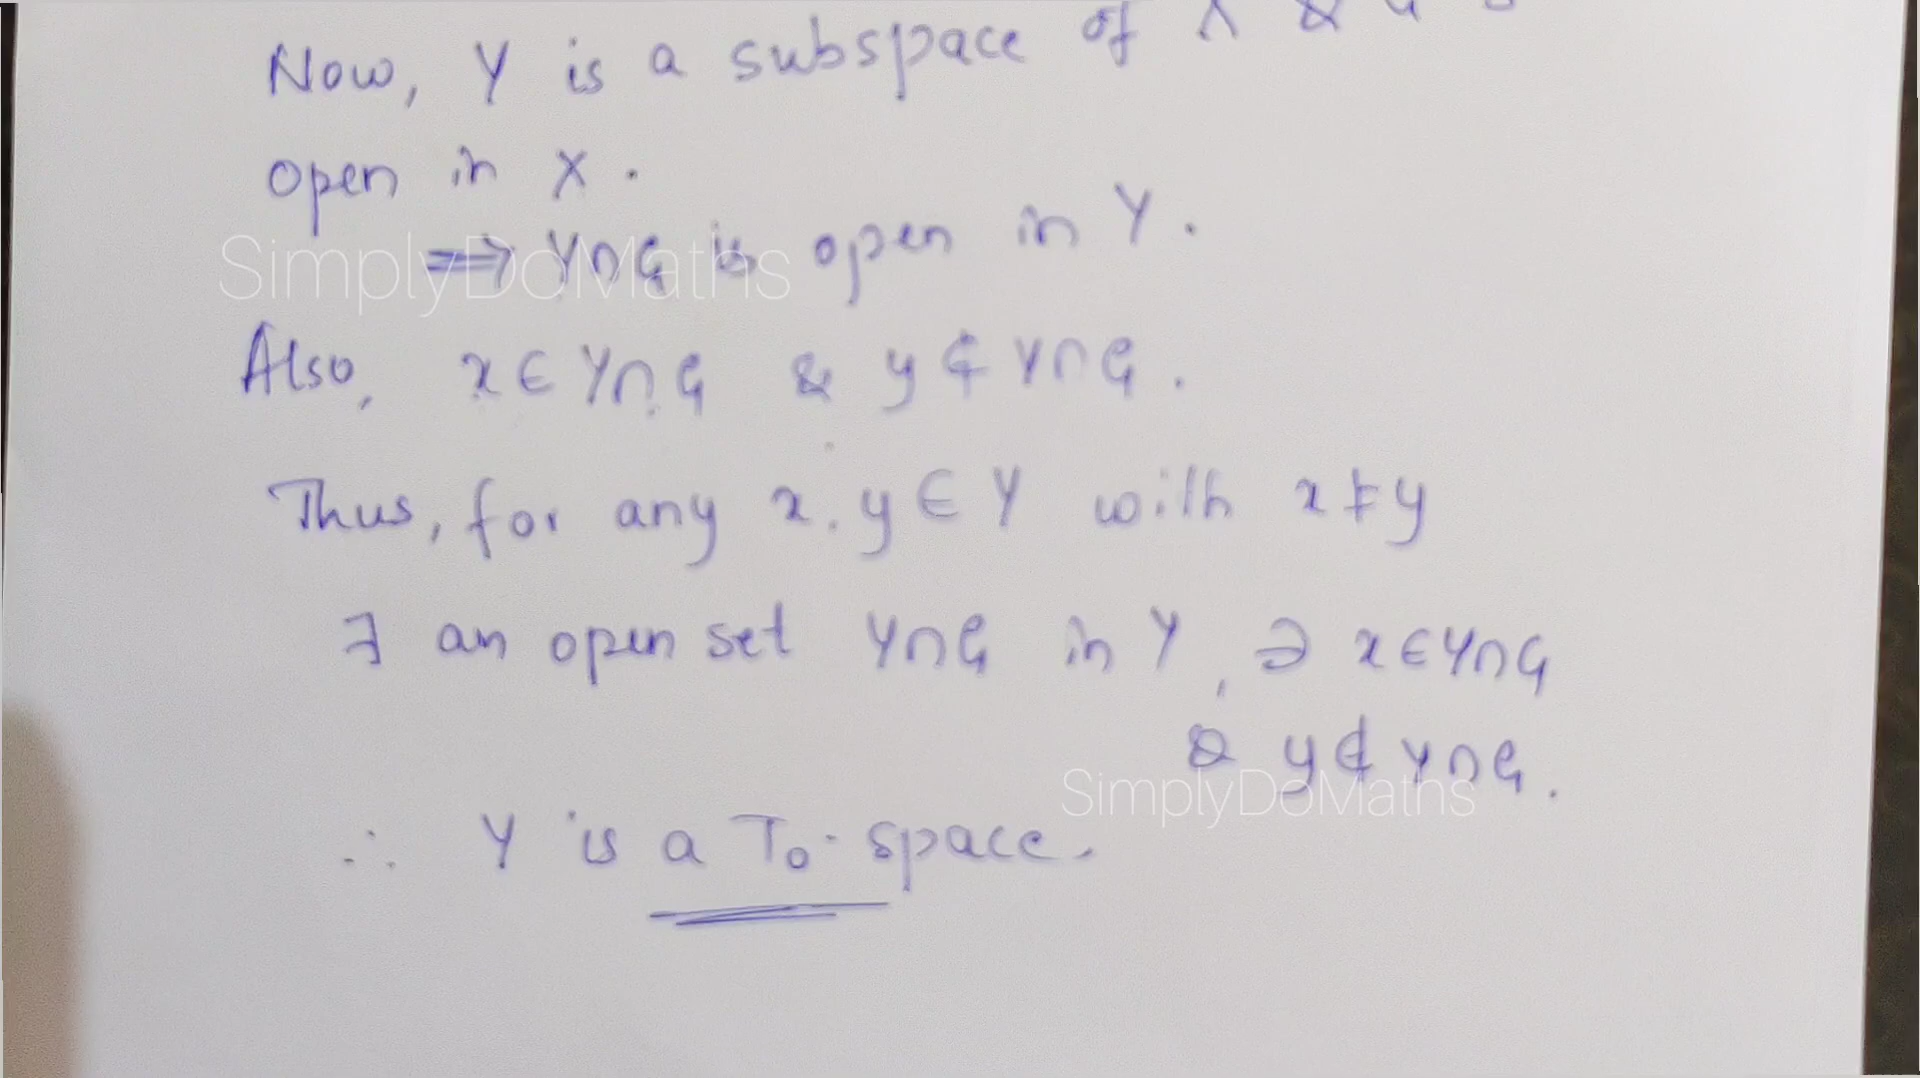 Now, Y is a subspace of X &
open in X.
⟹ Y∩G is open in Y.
SimplyDoMaths
Also, x ∈ Y∩G & y ∉ Y∩G.
Thus, for any x, y ∈ Y with x ≠ y
∃ an open set Y∩G in Y, ∋ x ∈ Y∩G
& y ∉ Y∩G.
SimplyDoMaths
∴ Y is a T₀-space.